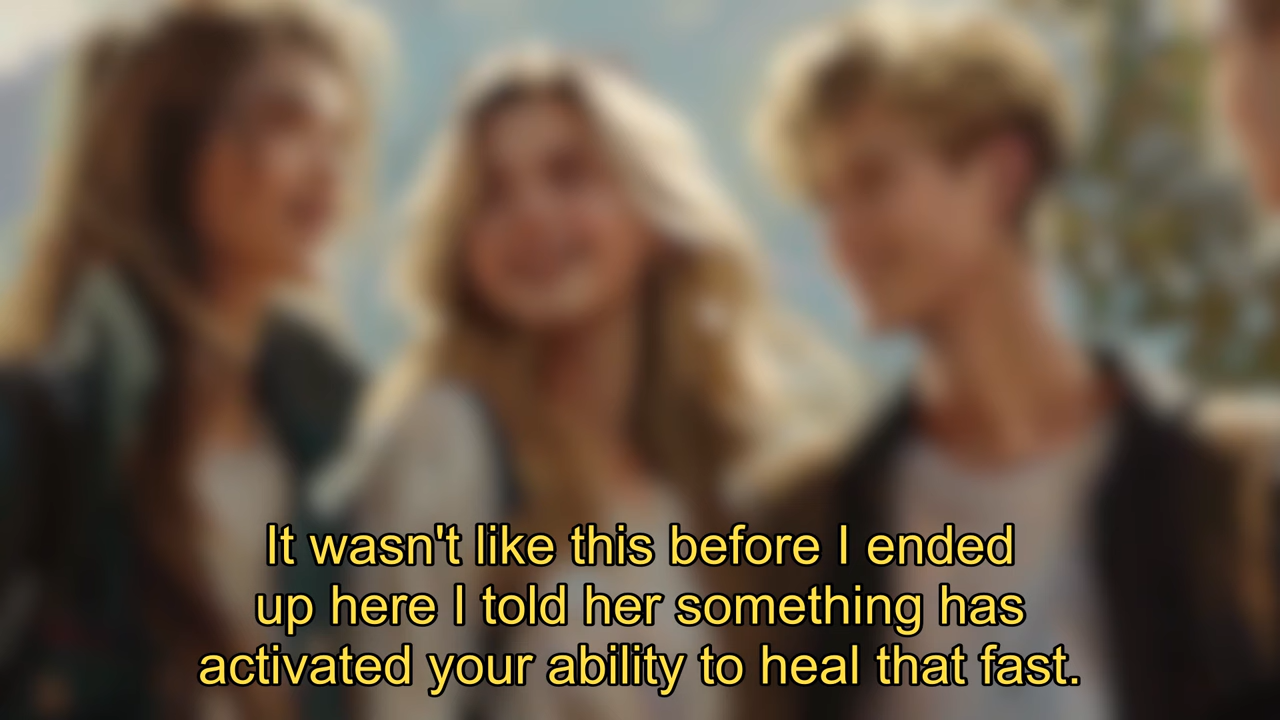 It wasn't like this before I ended
up here I told her something has
activated your ability to heal that fast.